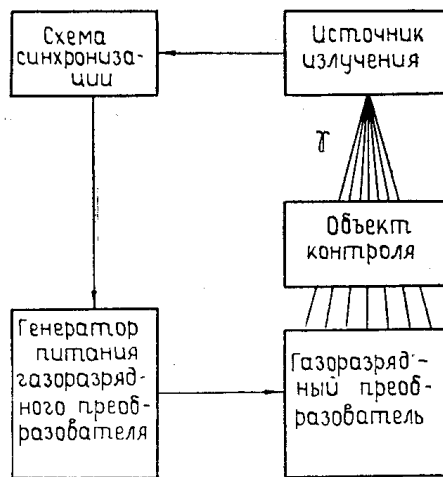 Схема
синхрониза-
ции
Источник
излучения
γ
Объект
контроля
Генератор
питания
газоразряд-
ного преоб-
разователя
Газоразряд-
ный преоб-
разователь